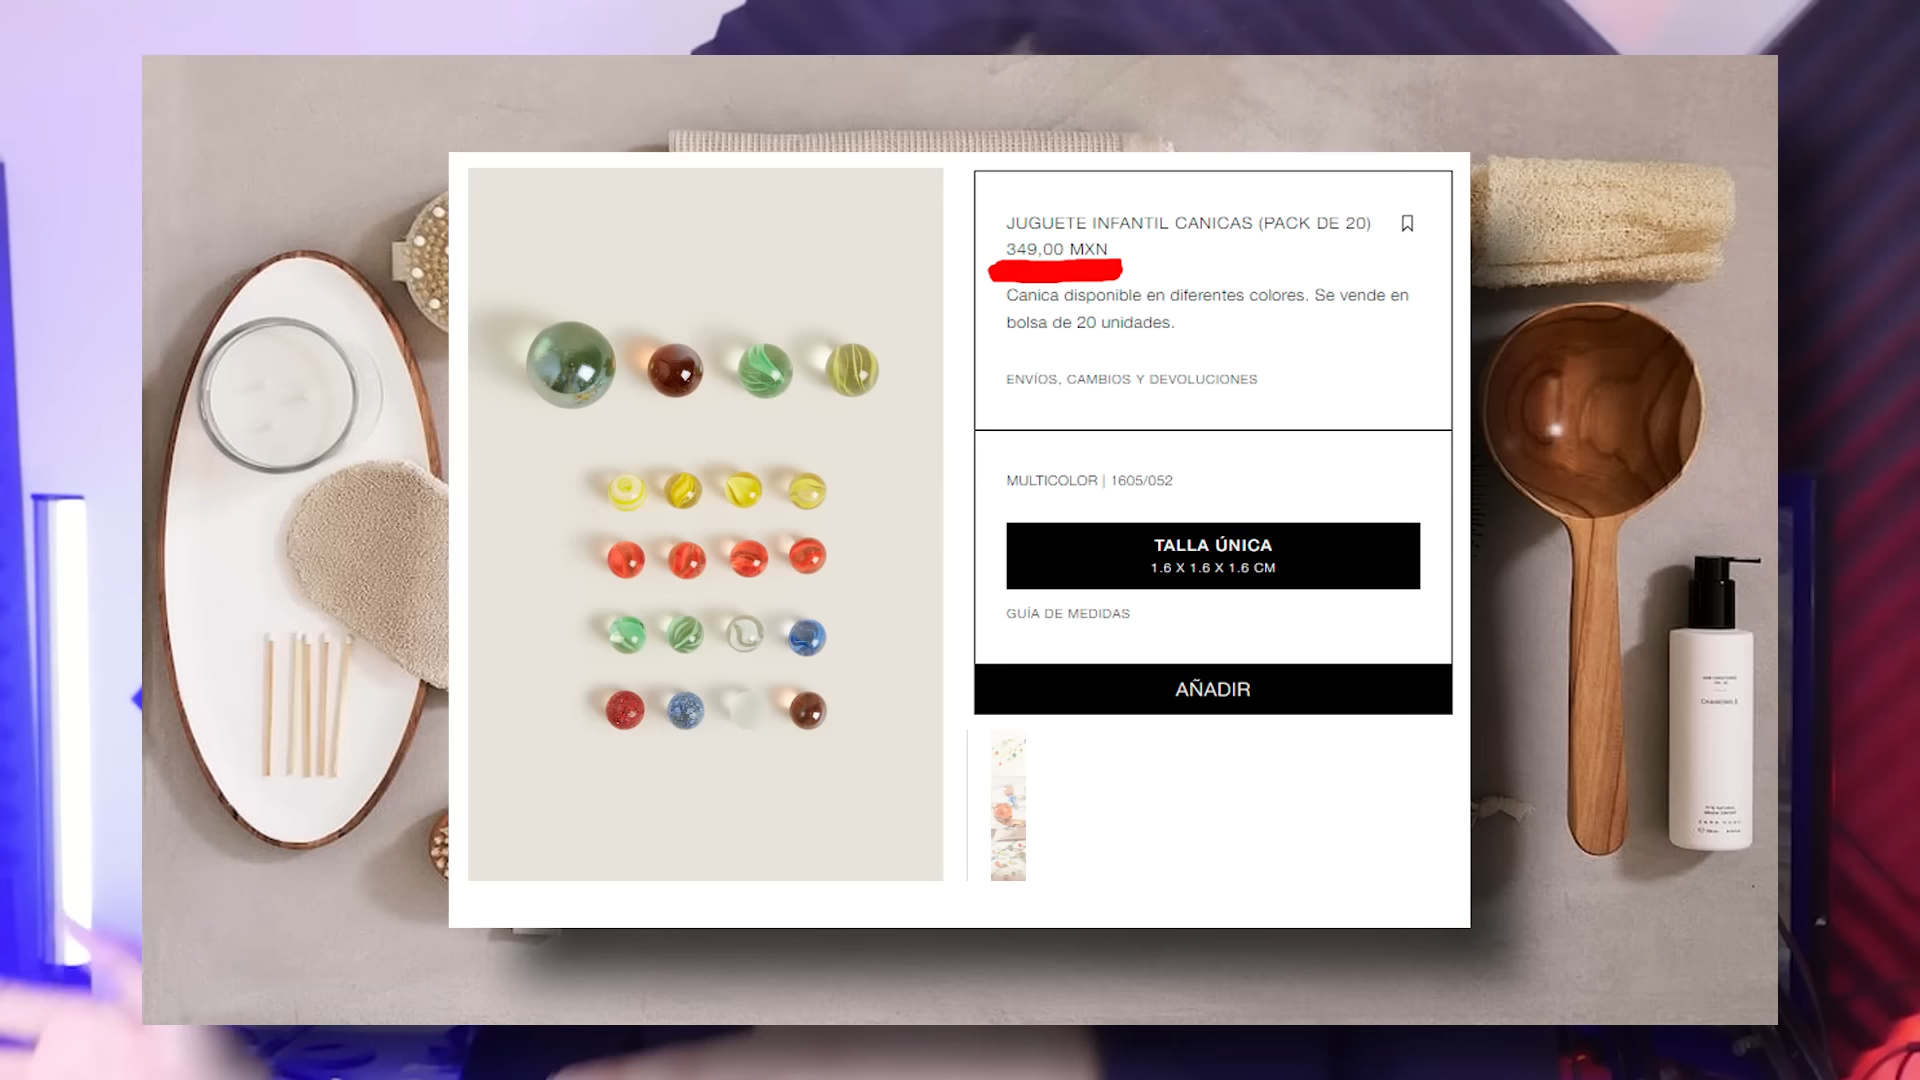 JUGUETE INFANTIL CANICAS (PACK DE 20)
349,00 MXN
Canica disponible en diferentes colores. Se vende en
bolsa de 20 unidades.
ENVÍOS, CAMBIOS Y DEVOLUCIONES
MULTICOLOR | 1605/052
TALLA ÚNICA
1.6 X 1.6 X 1.6 CM
GUÍA DE MEDIDAS
AÑADIR
ZARA HOME